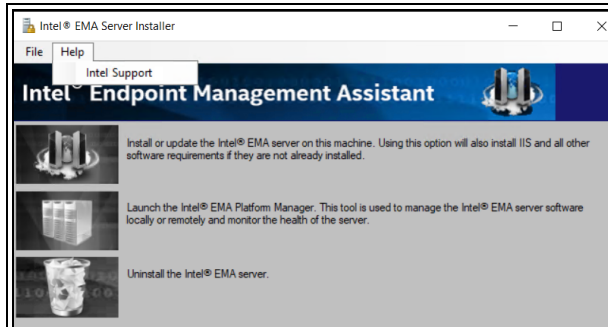 Intel® EMA Server Installer
File Help
Intel Support
Intel® Endpoint Management Assistant
Install or update the Intel® EMA server on this machine. Using this option will also install IIS and all other
software requirements if they are not already installed.
Launch the Intel® EMA Platform Manager. This tool is used to manage the Intel® EMA server software
locally or remotely and monitor the health of the server.
Uninstall the Intel® EMA server.